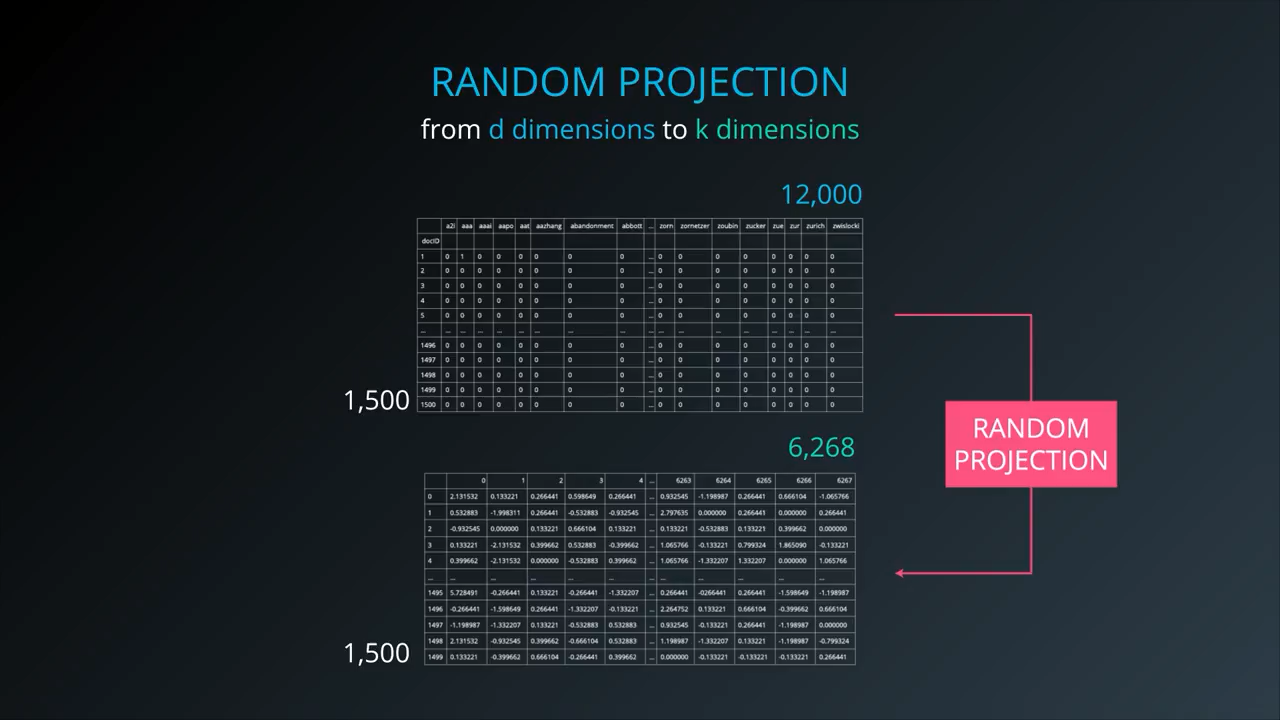 RANDOM PROJECTION
from d dimensions to k dimensions
12,000
a2i aaa aaai aapo aat aazhang abandonment abbott ... zorn zornetzer zoubin zucker zue zur zurich zwislocki
docID
1 0 1 0 0 0 0 0 0 ... 0 0 0 0 0 0 0 0
2 0 0 0 0 0 0 0 0 ... 0 0 0 0 0 0 0 0
3 0 0 0 0 0 0 0 0 ... 0 0 0 0 0 0 0 0
4 0 0 0 0 0 0 0 0 ... 0 0 0 0 0 0 0 0
5 0 0 0 0 0 0 0 0 ... 0 0 0 0 0 0 0 0
... ... ... ... ... ... ... ... ... ... ... ... ... ... ... ... ... ...
1496 0 0 0 0 0 0 0 0 ... 0 0 0 0 0 0 0 0
1497 0 0 0 0 0 0 0 0 ... 0 0 0 0 0 0 0 0
1498 0 0 0 0 0 0 0 0 ... 0 0 0 0 0 0 0 0
1499 0 0 0 0 0 0 0 0 ... 0 0 0 0 0 0 0 0
1500 0 0 0 0 0 0 0 0 ... 0 0 0 0 0 0 0 0
1,500
RANDOM
PROJECTION
6,268
0 1 2 3 4 ... 6263 6264 6265 6266 6267
0 2.131532 0.133221 0.266441 0.598649 0.266441 ... 0.932545 -1.198987 0.266441 0.666104 -1.065766
1 0.532883 -1.998311 0.266441 -0.532883 -0.932545 ... 2.797635 0.000000 0.266441 0.000000 0.266441
2 -0.932545 0.000000 0.133221 0.666104 0.133221 ... 0.133221 -0.532883 0.133221 0.399662 0.000000
3 0.133221 -2.131532 0.399662 0.532883 -0.399662 ... 1.065766 -0.133221 0.799324 1.865090 -0.133221
4 0.399662 -2.131532 0.000000 -0.532883 0.399662 ... 1.065766 -1.332207 1.332207 0.000000 1.065766
... ... ... ... ... ... ... ... ... ... ... ...
1495 5.728491 -0.266441 0.133221 -0.266441 -1.332207 ... 0.266441 -0266441 0.266441 -1.598649 -1.198987
1496 -0.266441 -1.598649 0.266441 -1.332207 -0.133221 ... 2.264752 0.133221 0.666104 -0.399662 0.666104
1497 -1.198987 -1.332207 0.133221 -0.532883 0.532883 ... 0.932545 -0.133221 0.266441 -1.198987 0.000000
1498 2.131532 -0.932545 0.399662 -0.666104 0.532883 ... 1.198987 -1.332207 0.133221 -1.198987 -0.799324
1499 0.133221 -0.399662 0.666104 -0.266441 0.399662 ... 0.000000 -0.133221 -0.133221 -0.133221 0.266441
1,500